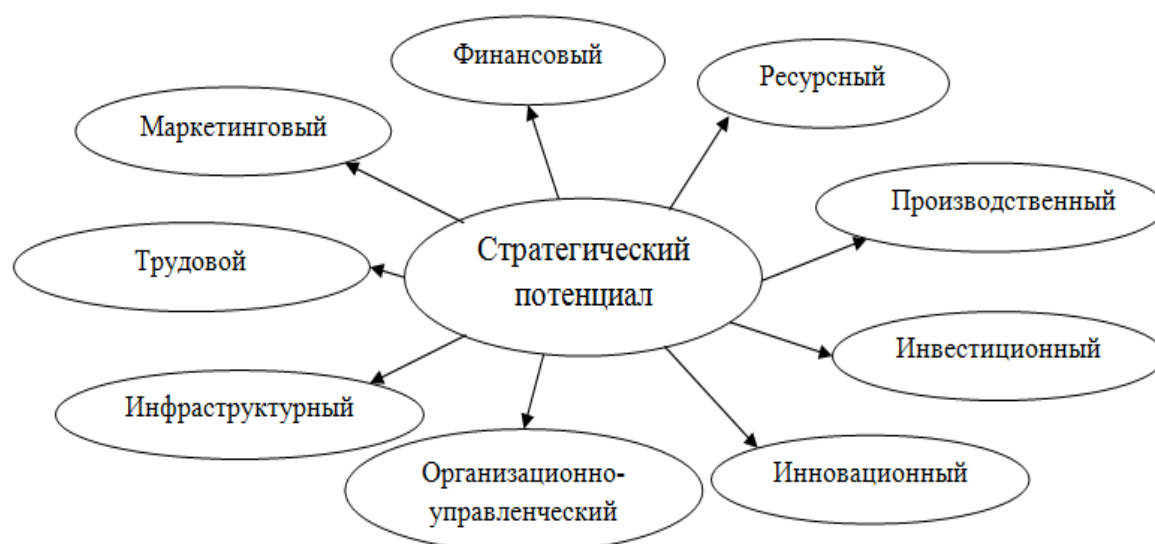 Финансовый
Ресурсный
Маркетинговый
Производственный
Стратегический
потенциал
Трудовой
Инвестиционный
Инфраструктурный
Организационно-
управленческий
Инновационный